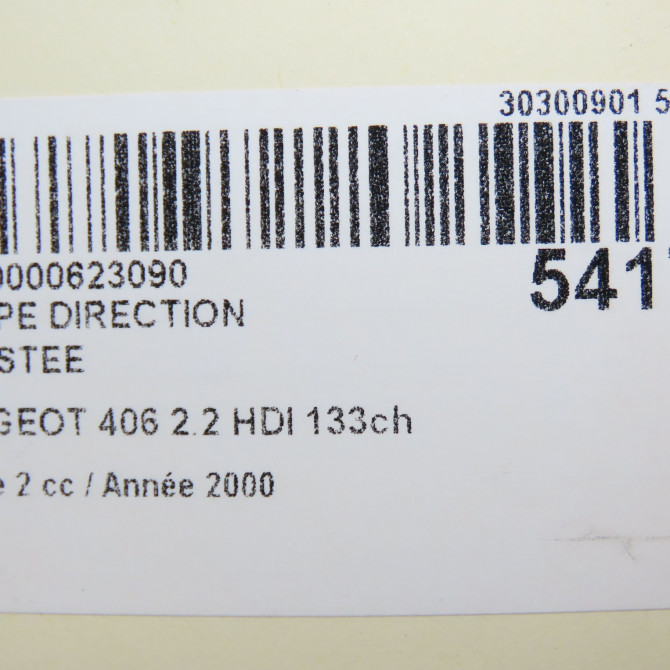 30300901 5
0000623090
541
PE DIRECTION
STEE
GEOT 406 2.2 HDI 133ch
e 2 cc / Année 2000